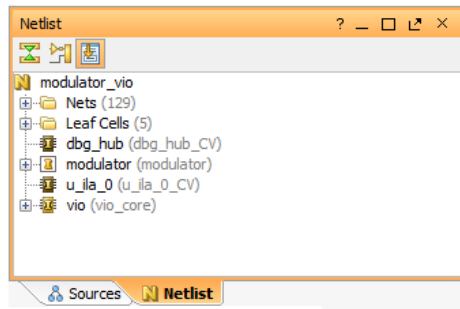 Netlist
modulator_vio
Nets (129)
Leaf Cells (5)
dbg_hub (dbg_hub_CV)
modulator (modulator)
u_ila_0 (u_ila_0_CV)
vio (vio_core)
Sources Netlist